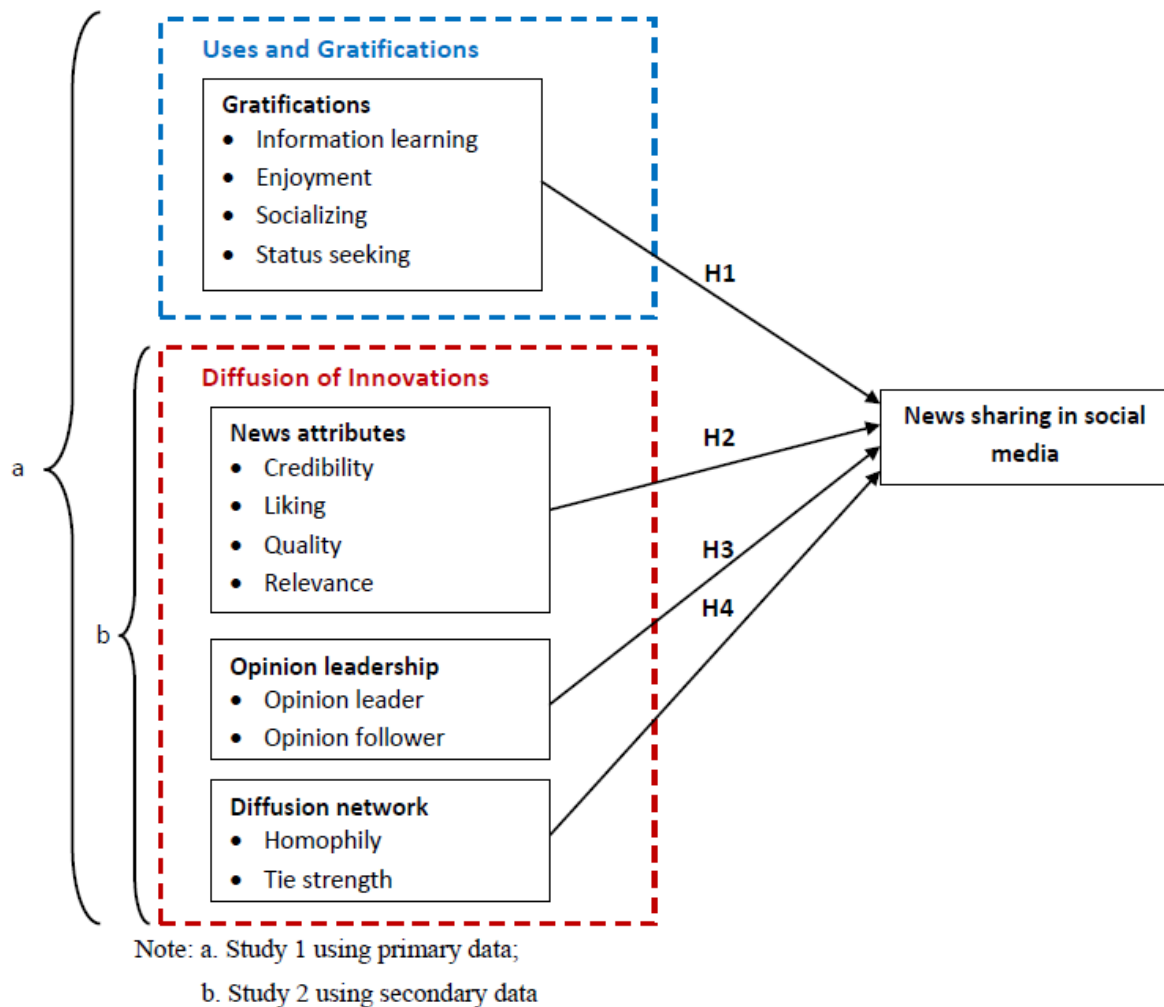 Uses and Gratifications
Gratifications
• Information learning
• Enjoyment
• Socializing
• Status seeking
H1
Diffusion of Innovations
News attributes
• Credibility
• Liking
• Quality
• Relevance
H2
News sharing in social
media
a
H3
H4
b
Opinion leadership
• Opinion leader
• Opinion follower
Diffusion network
• Homophily
• Tie strength
Note: a. Study 1 using primary data;
b. Study 2 using secondary data